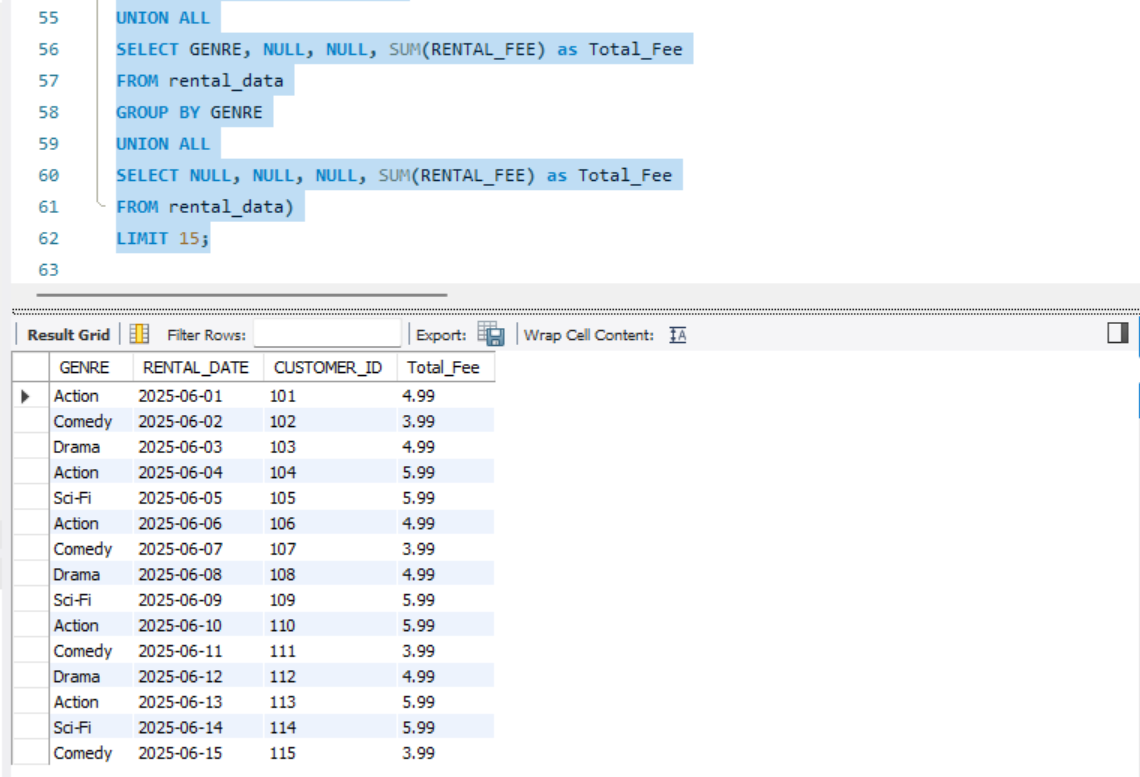 55 UNION ALL
56 SELECT GENRE, NULL, NULL, SUM(RENTAL_FEE) as Total_Fee
57 FROM rental_data
58 GROUP BY GENRE
59 UNION ALL
60 SELECT NULL, NULL, NULL, SUM(RENTAL_FEE) as Total_Fee
61 FROM rental_data)
62 LIMIT 15;
63
Result Grid Filter Rows: Export: Wrap Cell Content:
GENRE RENTAL_DATE CUSTOMER_ID Total_Fee
Action 2025-06-01 101 4.99
Comedy 2025-06-02 102 3.99
Drama 2025-06-03 103 4.99
Action 2025-06-04 104 5.99
Sci-Fi 2025-06-05 105 5.99
Action 2025-06-06 106 4.99
Comedy 2025-06-07 107 3.99
Drama 2025-06-08 108 4.99
Sci-Fi 2025-06-09 109 5.99
Action 2025-06-10 110 5.99
Comedy 2025-06-11 111 3.99
Drama 2025-06-12 112 4.99
Action 2025-06-13 113 5.99
Sci-Fi 2025-06-14 114 5.99
Comedy 2025-06-15 115 3.99